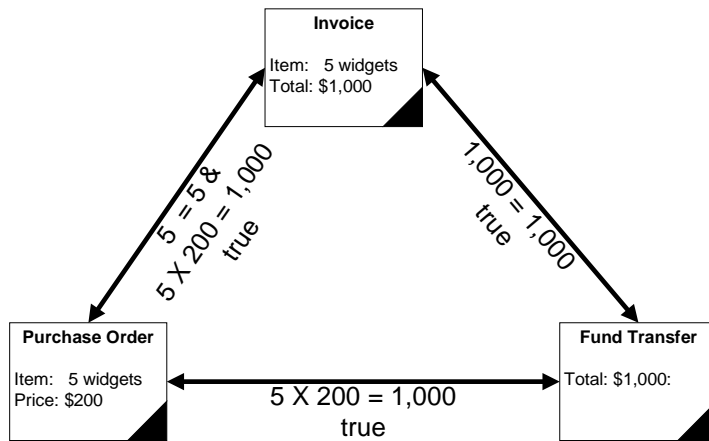 Invoice
Item: 5 widgets
Total: $1,000
5 = 5 &
5 X 200 = 1,000
true
1,000 = 1,000
true
Purchase Order
Item: 5 widgets
Price: $200
5 X 200 = 1,000
true
Fund Transfer
Total: $1,000: